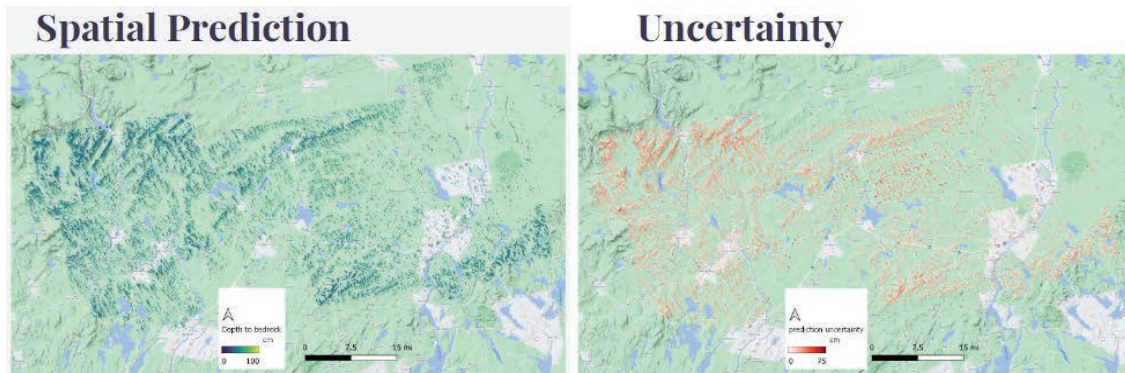 Spatial Prediction
Uncertainty
Depth to bedrock
cm
0 100
0 7.5 15 mi
prediction uncertainty
cm
0 75
0 7.5 15 mi